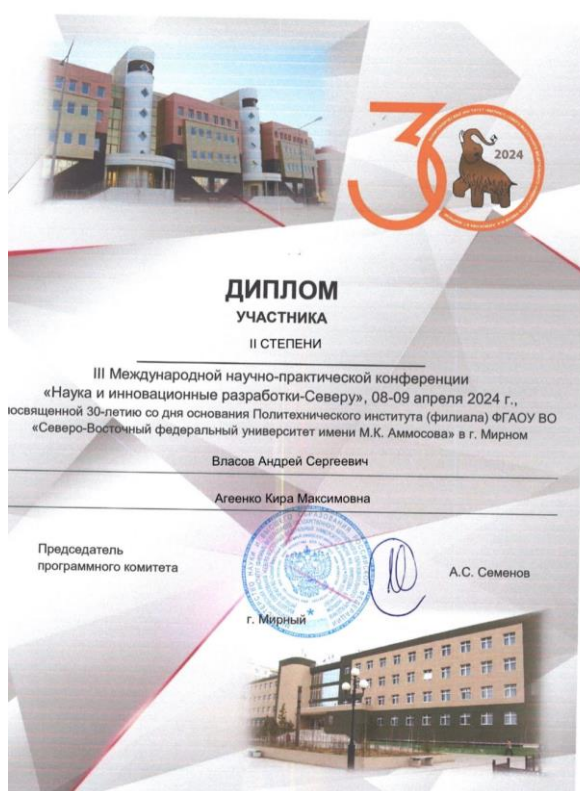 30
2024
ДИПЛОМ
УЧАСТНИКА
II СТЕПЕНИ
III Международной научно-практической конференции
«Наука и инновационные разработки-Северу», 08-09 апреля 2024 г.,
посвященной 30-летию со дня основания Политехнического института (филиала) ФГАОУ ВО
«Северо-Восточный федеральный университет имени М.К. Аммосова» в г. Мирном
Власов Андрей Сергеевич
Агеенко Кира Максимовна
Председатель
программного комитета
А.С. Семенов
г. Мирный